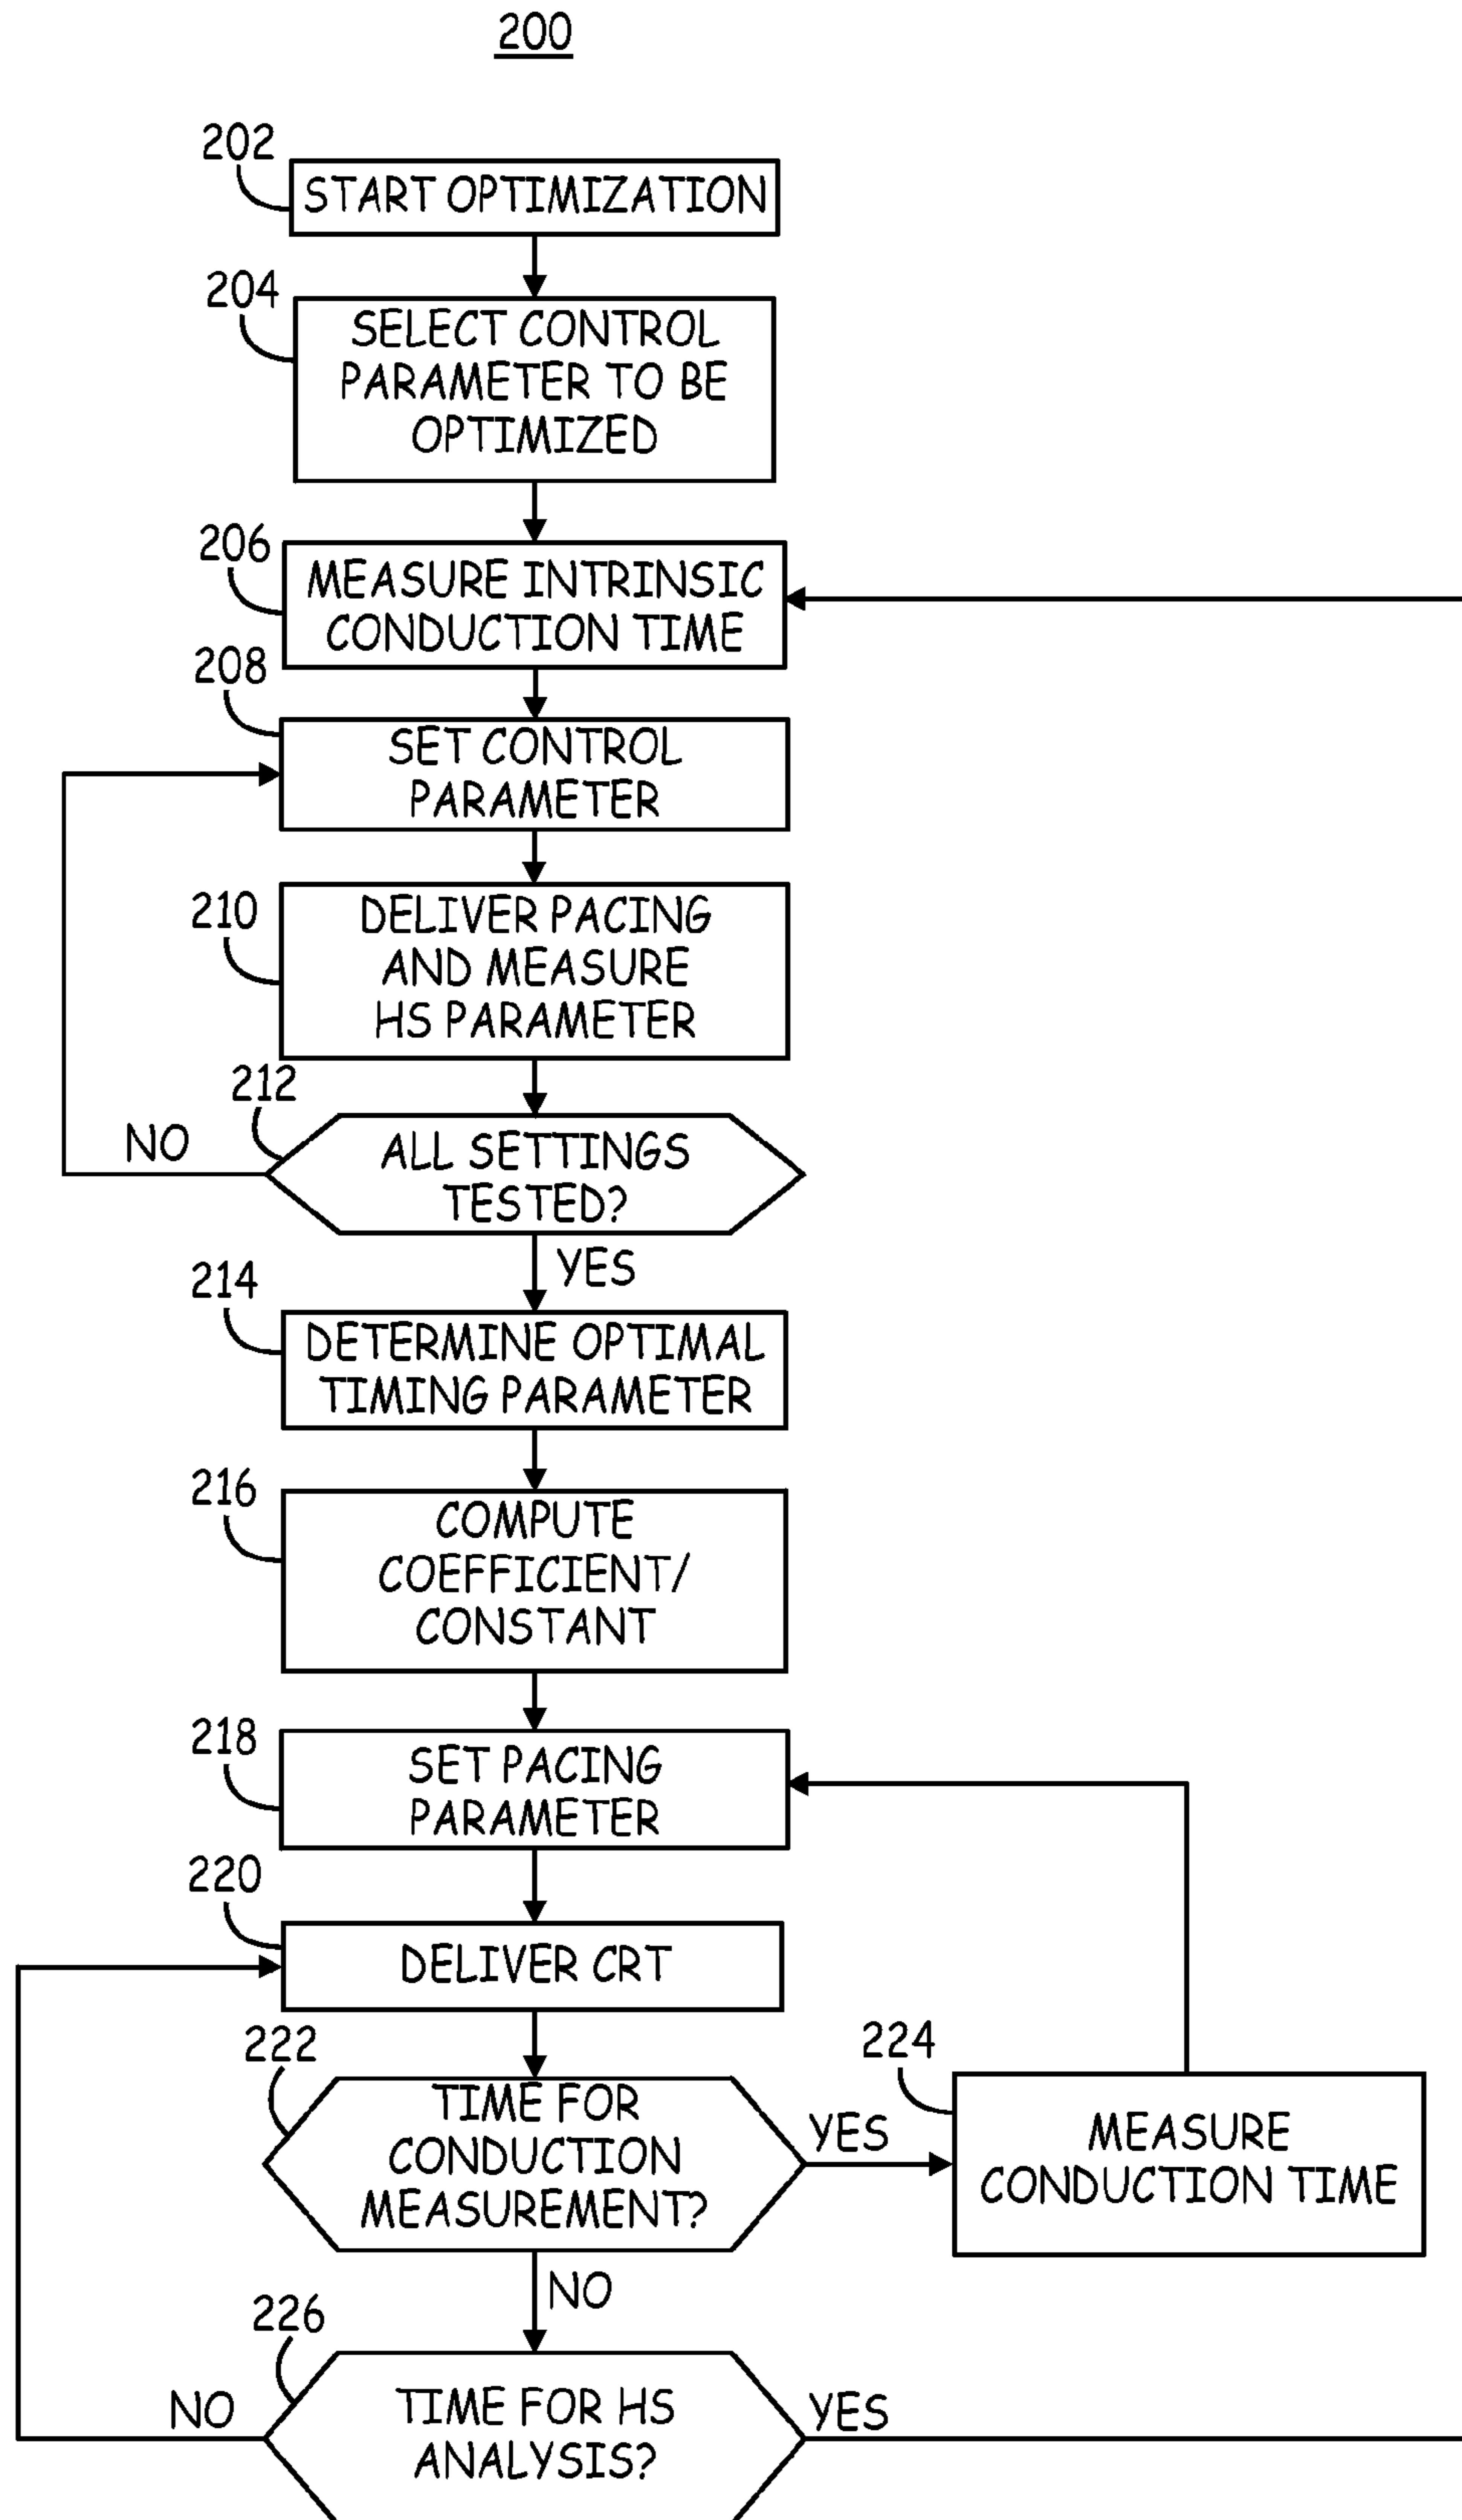 200
202
START OPTIMIZATION
204
SELECT CONTROL
PARAMETER TO BE
OPTIMIZED
206
MEASURE INTRINSIC
CONDUCTION TIME
208
SET CONTROL
PARAMETER
210
DELIVER PACING
AND MEASURE
HS PARAMETER
212
NO
ALL SETTINGS
TESTED?
YES
214
DETERMINE OPTIMAL
TIMING PARAMETER
216
COMPUTE
COEFFICIENT/
CONSTANT
218
SET PACING
PARAMETER
220
DELIVER CRT
222
TIME FOR
CONDUCTION
MEASUREMENT?
YES
224
MEASURE
CONDUCTION TIME
NO
226
NO
TIME FOR HS
ANALYSIS?
YES